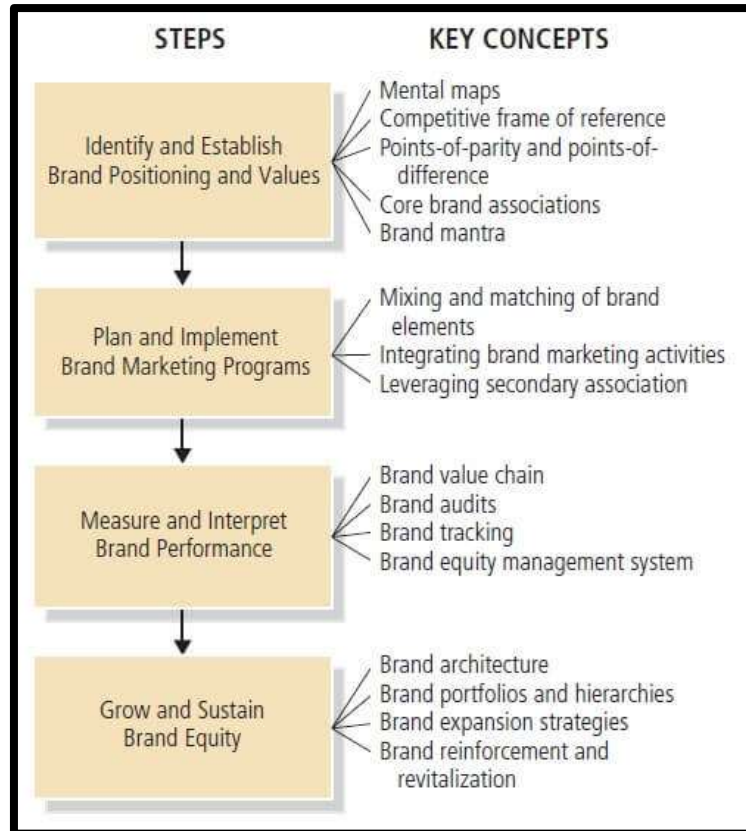 STEPS
KEY CONCEPTS
Identify and Establish
Brand Positioning and Values
Mental maps
Competitive frame of reference
Points-of-parity and points-of-
difference
Core brand associations
Brand mantra
Plan and Implement
Brand Marketing Programs
Mixing and matching of brand
elements
Integrating brand marketing activities
Leveraging secondary association
Measure and Interpret
Brand Performance
Brand value chain
Brand audits
Brand tracking
Brand equity management system
Grow and Sustain
Brand Equity
Brand architecture
Brand portfolios and hierarchies
Brand expansion strategies
Brand reinforcement and
revitalization